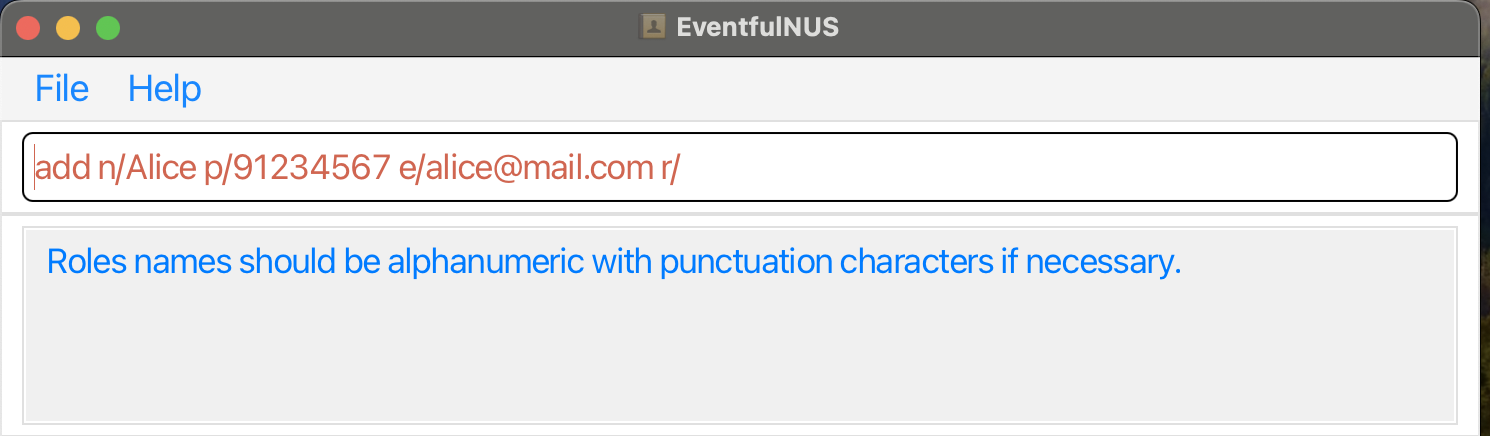 EventfulNUS
File Help
add n/Alice p/91234567 e/alice@mail.com r/
Roles names should be alphanumeric with punctuation characters if necessary.